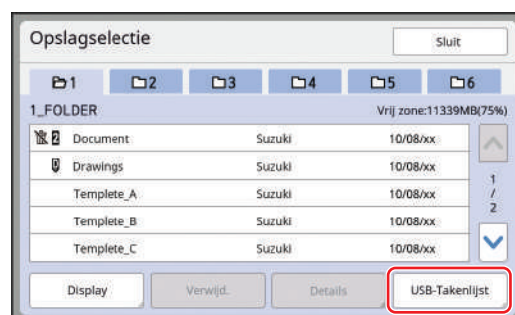 Opslagselectie Sluit
1 2 3 4 5 6
1_FOLDER Vrij zone:11339MB(75%)
2 Document Suzuki 10/08/xx
Drawings Suzuki 10/08/xx
Templete_A Suzuki 10/08/xx
Templete_B Suzuki 10/08/xx
Templete_C Suzuki 10/08/xx
1
/
2
Display Verwijd. Details USB-Takenlijst